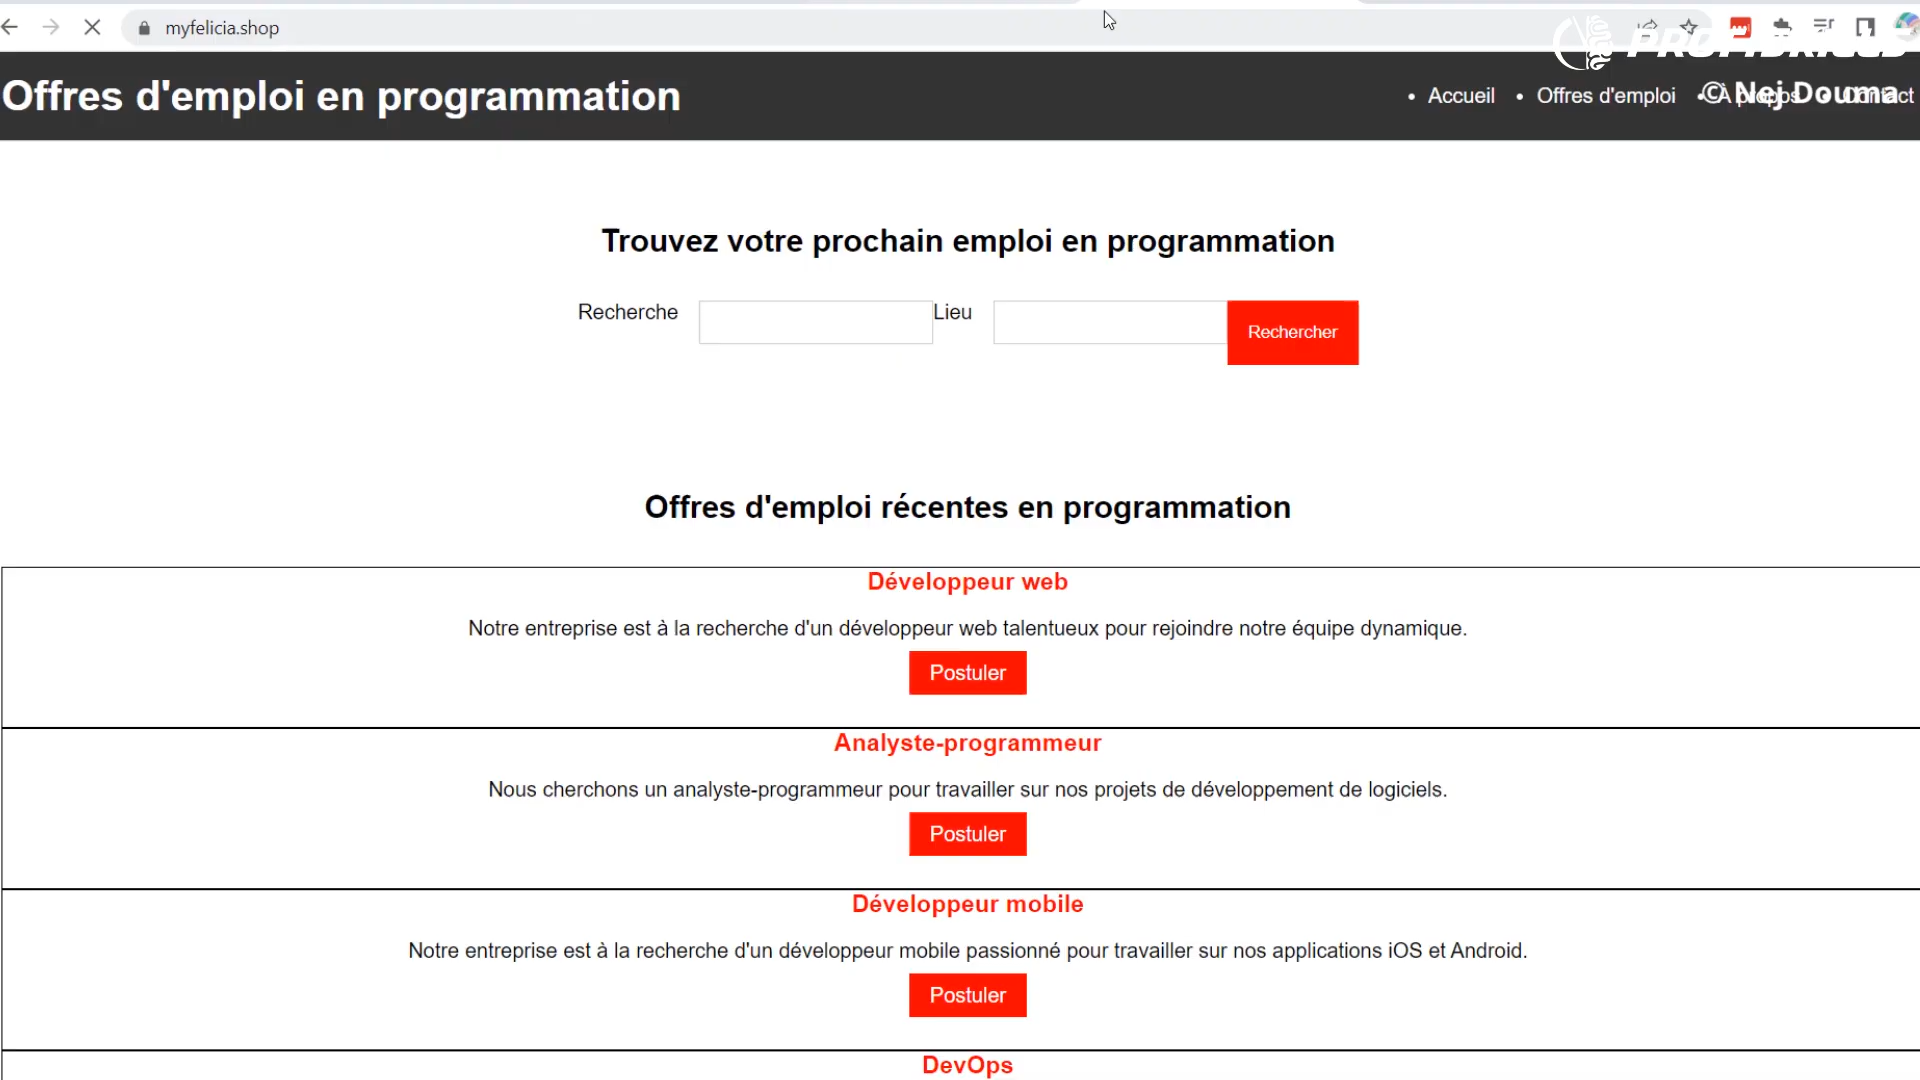 myfelicia.shop
Offres d'emploi en programmation
• Accueil • Offres d'emploi • À propos • Contact
© Nej Douma
Trouvez votre prochain emploi en programmation
Recherche Lieu Rechercher
Offres d'emploi récentes en programmation
Développeur web
Notre entreprise est à la recherche d'un développeur web talentueux pour rejoindre notre équipe dynamique.
Postuler
Analyste-programmeur
Nous cherchons un analyste-programmeur pour travailler sur nos projets de développement de logiciels.
Postuler
Développeur mobile
Notre entreprise est à la recherche d'un développeur mobile passionné pour travailler sur nos applications iOS et Android.
Postuler
DevOps